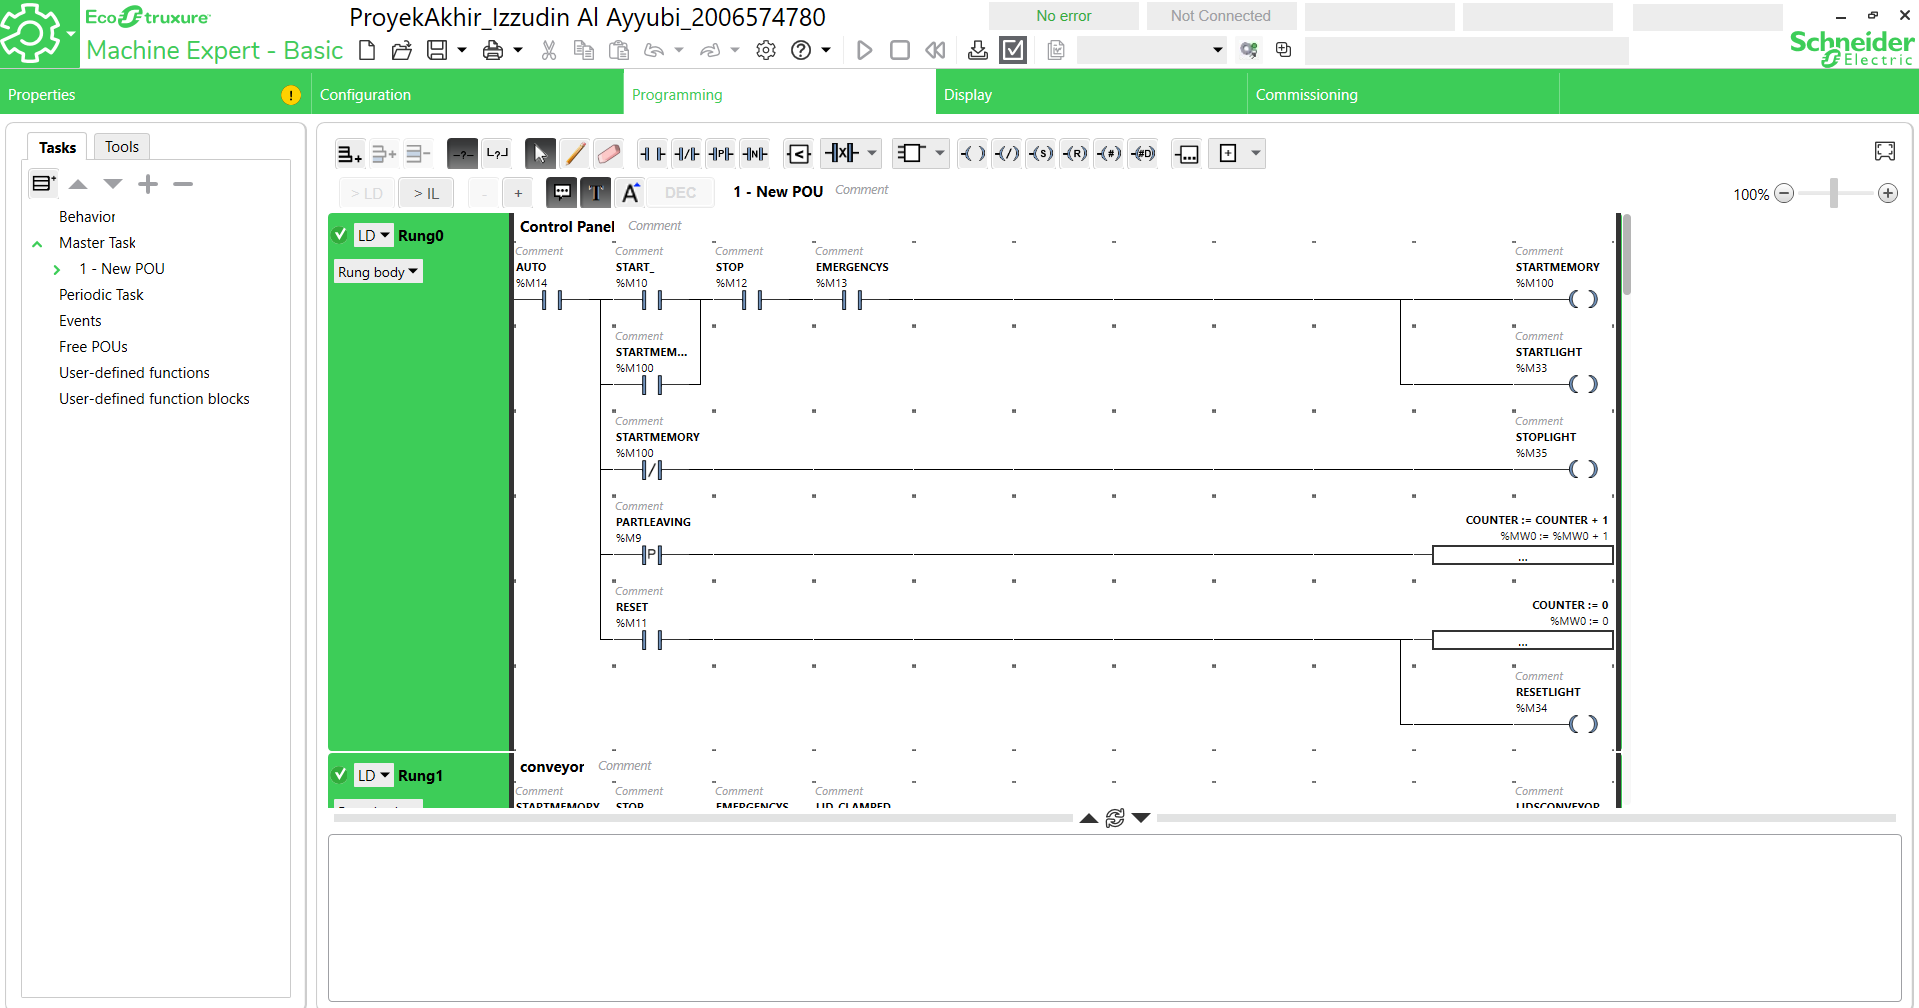 EcoStruxure
Machine Expert - Basic
ProyekAkhir_Izzudin Al Ayyubi_2006574780
No error
Not Connected
Schneider
Electric
Properties
Configuration
Programming
Display
Commissioning
Tasks
Tools
> LD
> IL
-
+
T
A
DEC
1 - New POU
Comment
100%
Behavior
Master Task
1 - New POU
Periodic Task
Events
Free POUs
User-defined functions
User-defined function blocks
LD
Rung0
Rung body
Control Panel
Comment
Comment
Comment
Comment
Comment
Comment
AUTO
START_
STOP
EMERGENCYS
STARTMEMORY
%M14
%M10
%M12
%M13
%M100
Comment
Comment
STARTMEM...
STARTLIGHT
%M100
%M33
Comment
Comment
STARTMEMORY
STOPLIGHT
%M100
%M35
Comment
PARTLEAVING
COUNTER := COUNTER + 1
%M9
%MW0 := %MW0 + 1
P
...
Comment
RESET
COUNTER := 0
%M11
%MW0 := 0
...
Comment
RESETLIGHT
%M34
LD
Rung1
conveyor
Comment
Comment
Comment
Comment
Comment
Comment
STARTMEMORY
STOP
EMERGENCYS
LID_CLAMPED
LIDSCONVEYOR